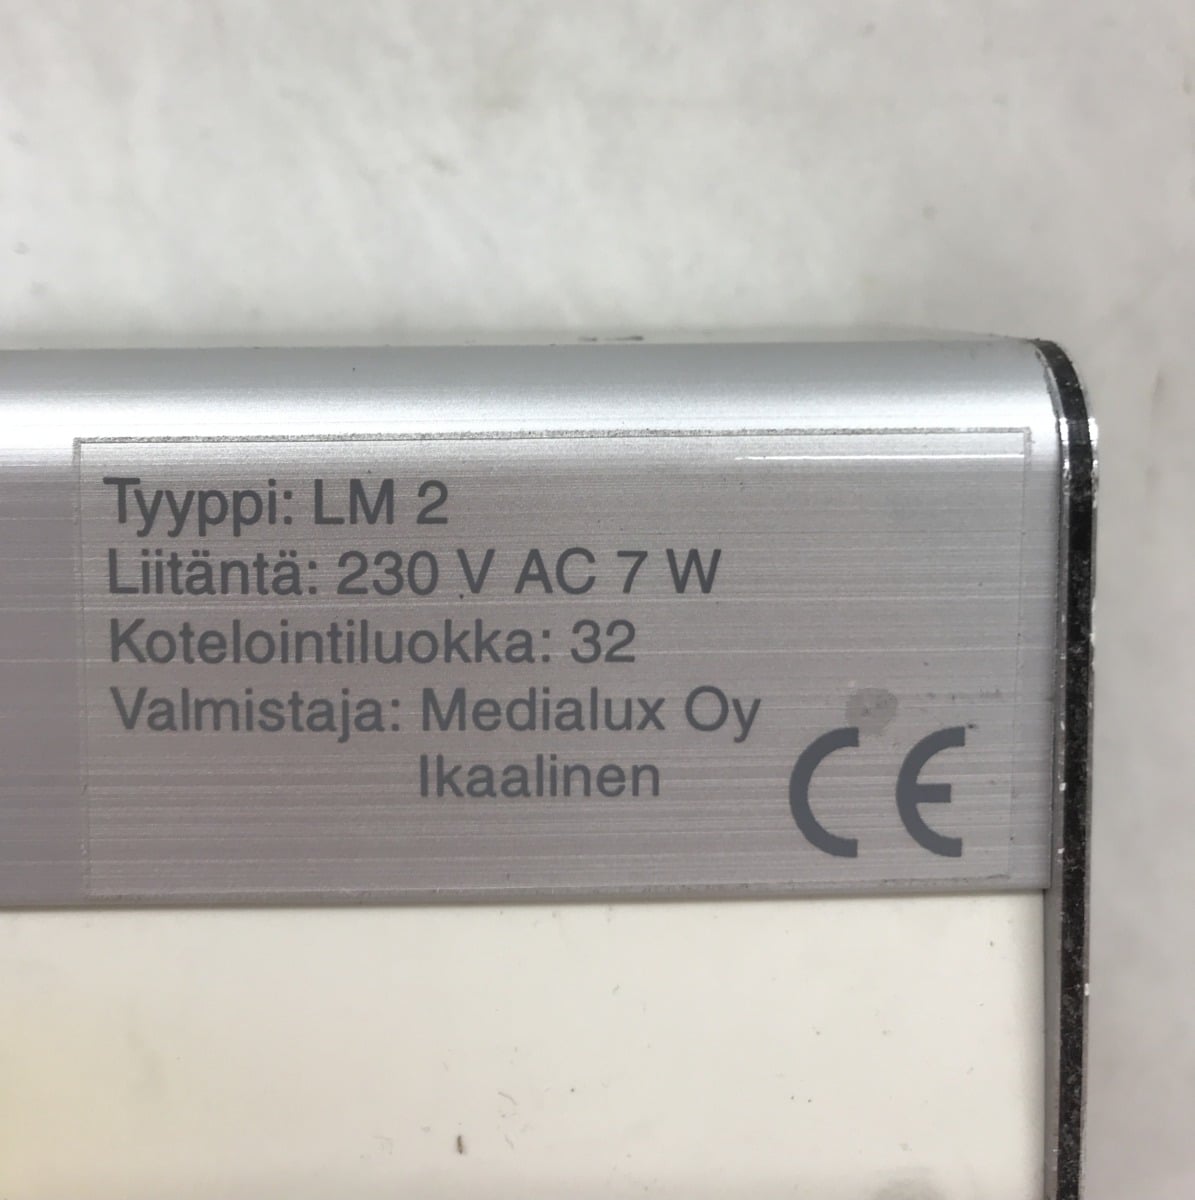 Tyyppi: LM 2
Liitäntä: 230 V AC 7 W
Kotelointiluokka: 32
Valmistaja: Medialux Oy
Ikaalinen
CE